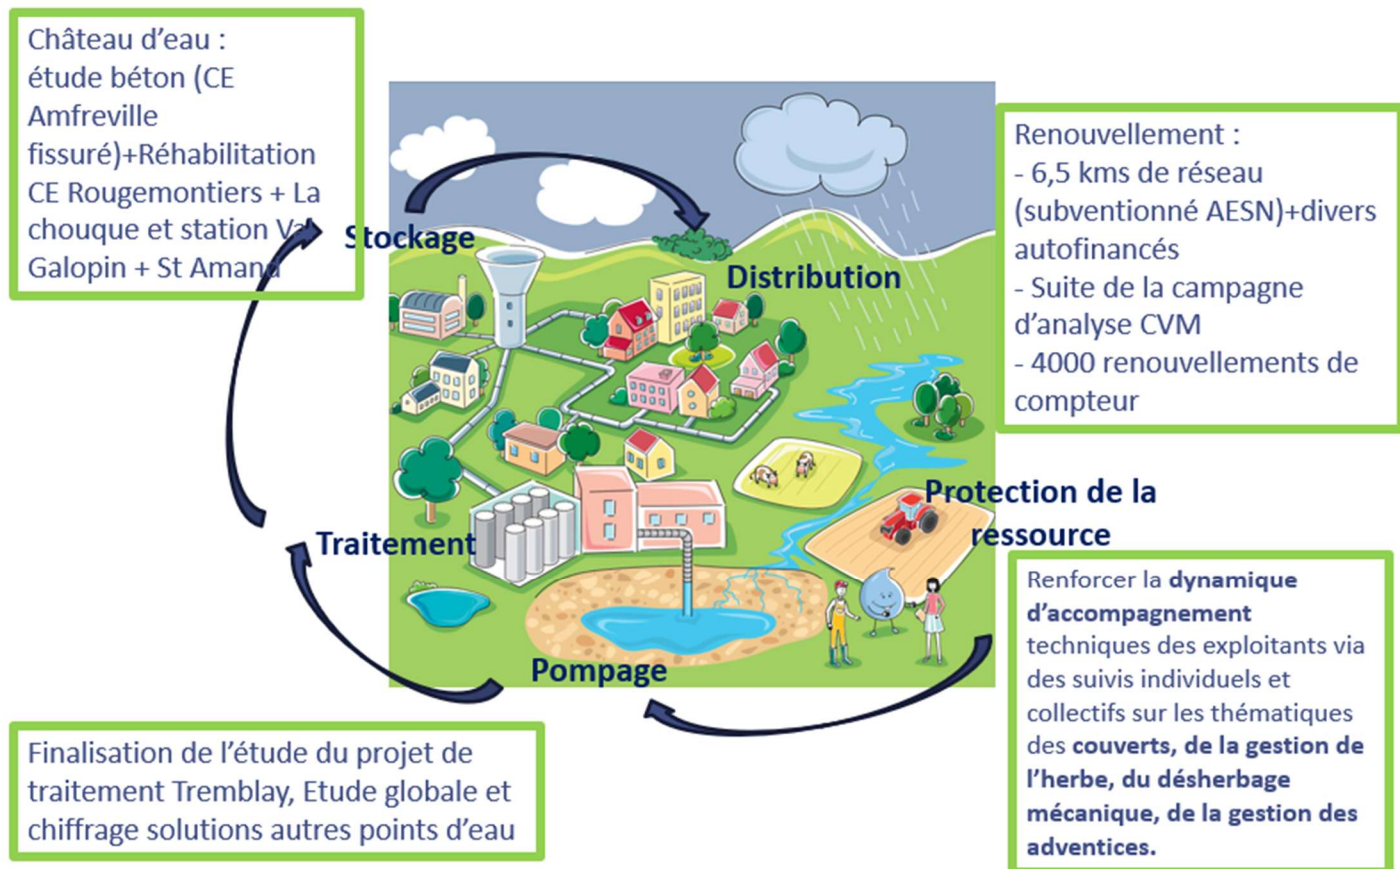 Château d'eau :
étude béton (CE
Amfreville
fissuré)+Réhabilitation
CE Rougemontiers + La
chouque et station Val
Galopin + St Amand
Stockage
Distribution
Renouvellement :
- 6,5 kms de réseau
(subventionné AESN)+divers
autofinancés
- Suite de la campagne
d'analyse CVM
- 4000 renouvellements de
compteur
Protection de la
ressource
Renforcer la dynamique
d'accompagnement
techniques des exploitants via
des suivis individuels et
collectifs sur les thématiques
des couverts, de la gestion de
l'herbe, du désherbage
mécanique, de la gestion des
adventices.
Traitement
Pompage
Finalisation de l'étude du projet de
traitement Tremblay, Etude globale et
chiffrage solutions autres points d'eau